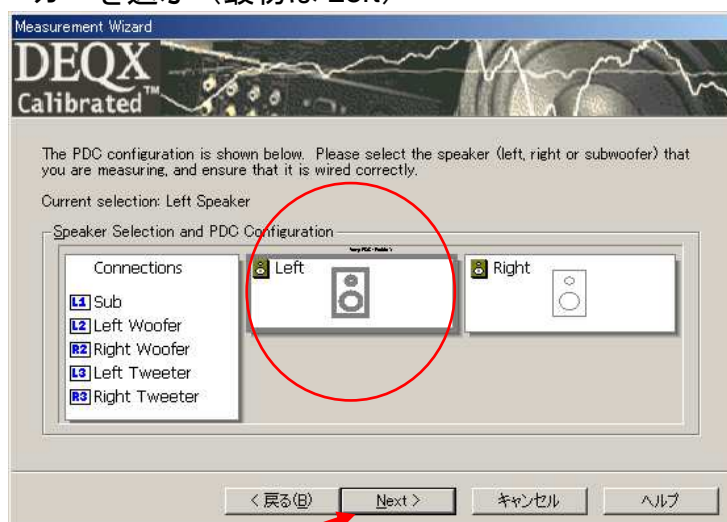 Measurement Wizard
DEQX
Calibrated™
The PDC configuration is shown below. Please select the speaker (left, right or subwoofer) that
you are measuring, and ensure that it is wired correctly.
Current selection: Left Speaker
Speaker Selection and PDC Configuration
Connections
L1 Sub
L2 Left Woofer
R2 Right Woofer
L3 Left Tweeter
R3 Right Tweeter
Left
Right
< 戻る(B)
Next >
キャンセル
ヘルプ